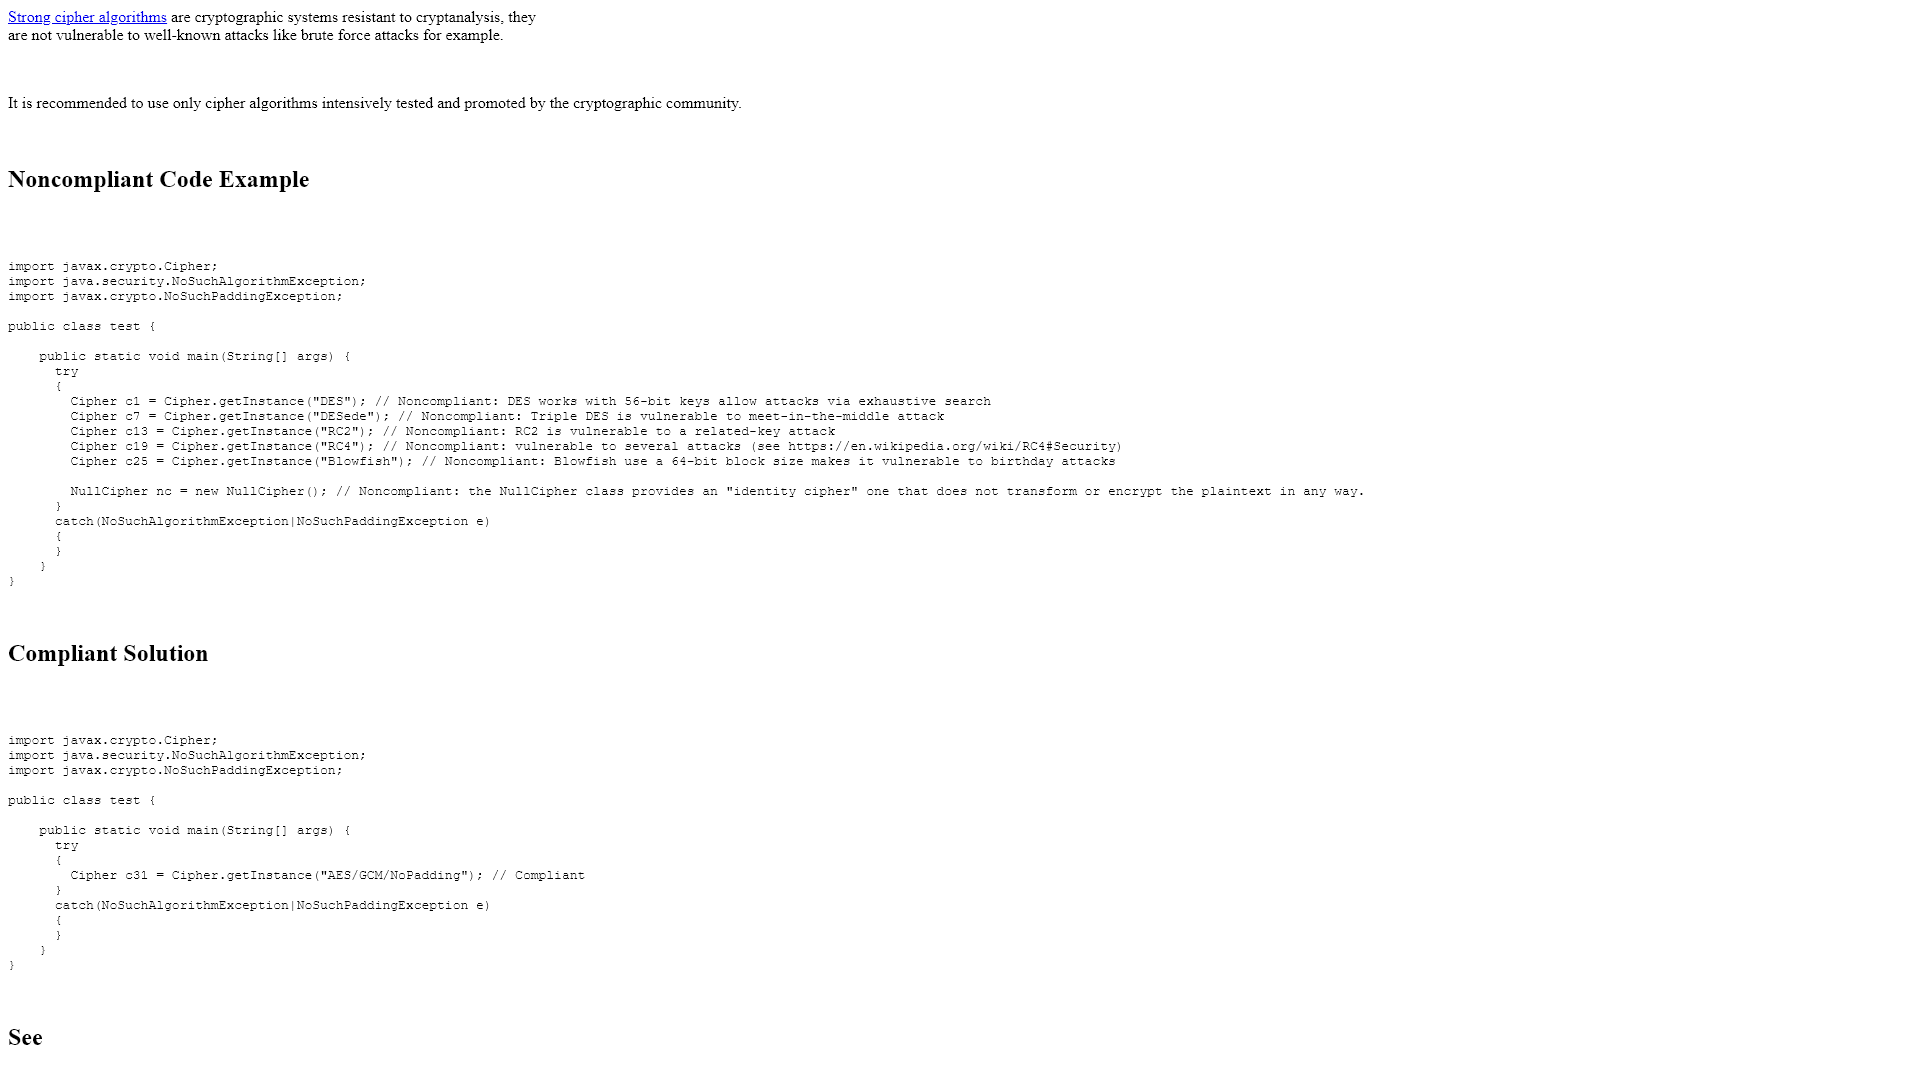 Strong cipher algorithms are cryptographic systems resistant to cryptanalysis, they
are not vulnerable to well-known attacks like brute force attacks for example.
It is recommended to use only cipher algorithms intensively tested and promoted by the cryptographic community.
Noncompliant Code Example
import javax.crypto.Cipher;
import java.security.NoSuchAlgorithmException;
import javax.crypto.NoSuchPaddingException;
public class test {
    public static void main(String[] args) {
      try
      {
        Cipher c1 = Cipher.getInstance("DES"); // Noncompliant: DES works with 56-bit keys allow attacks via exhaustive search
        Cipher c7 = Cipher.getInstance("DESede"); // Noncompliant: Triple DES is vulnerable to meet-in-the-middle attack
        Cipher c13 = Cipher.getInstance("RC2"); // Noncompliant: RC2 is vulnerable to a related-key attack
        Cipher c19 = Cipher.getInstance("RC4"); // Noncompliant: vulnerable to several attacks (see https://en.wikipedia.org/wiki/RC4#Security)
        Cipher c25 = Cipher.getInstance("Blowfish"); // Noncompliant: Blowfish use a 64-bit block size makes it vulnerable to birthday attacks
        NullCipher nc = new NullCipher(); // Noncompliant: the NullCipher class provides an "identity cipher" one that does not transform or encrypt the plaintext in any way.
      }
      catch(NoSuchAlgorithmException|NoSuchPaddingException e)
      {
      }
    }
}
Compliant Solution
import javax.crypto.Cipher;
import java.security.NoSuchAlgorithmException;
import javax.crypto.NoSuchPaddingException;
public class test {
    public static void main(String[] args) {
      try
      {
        Cipher c31 = Cipher.getInstance("AES/GCM/NoPadding"); // Compliant
      }
      catch(NoSuchAlgorithmException|NoSuchPaddingException e)
      {
      }
    }
}
See